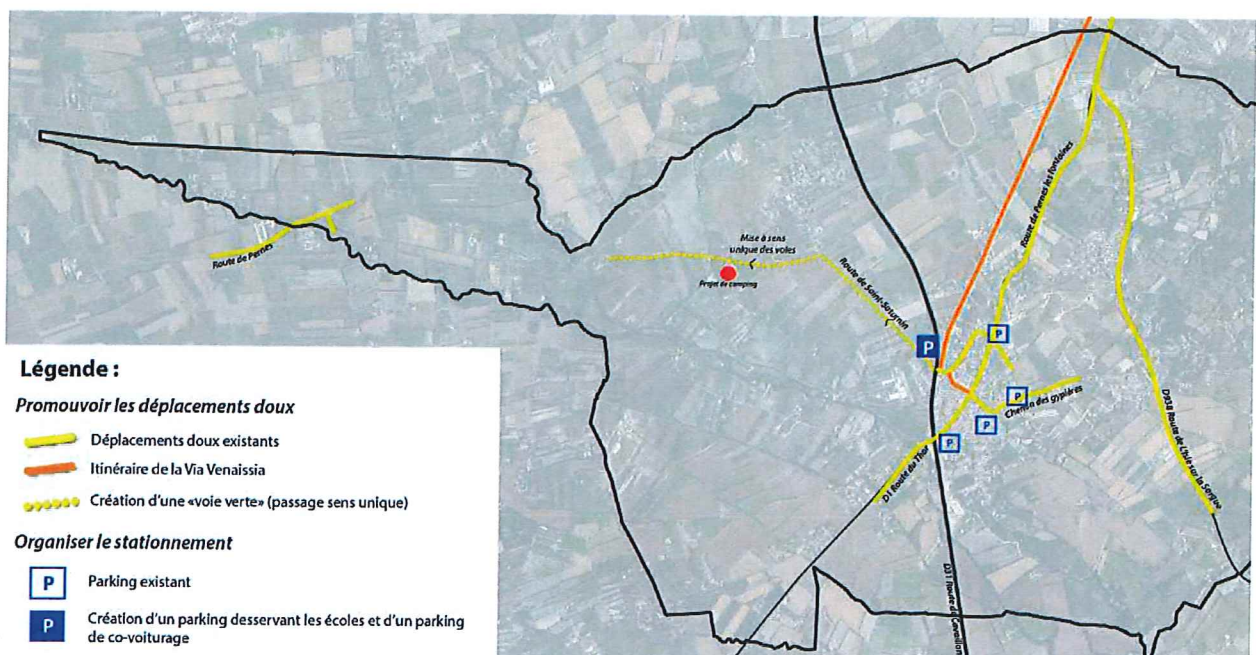 Mise à sens
unique des voies
Projet de camping
Route de Saint-Saturnin
Route de Pernes les fontaines
Route de Pernes
P
P
P
P
P
Chemin des gypières
D1 Route du Thor
D31 Route de Cavaillon
D938 Route de L'Isle sur la Sorgue
Légende :
Promouvoir les déplacements doux
Déplacements doux existants
Itinéraire de la Via Venaissia
Création d'une «voie verte» (passage sens unique)
Organiser le stationnement
P Parking existant
P Création d'un parking desservant les écoles et d'un parking
de co-voiturage